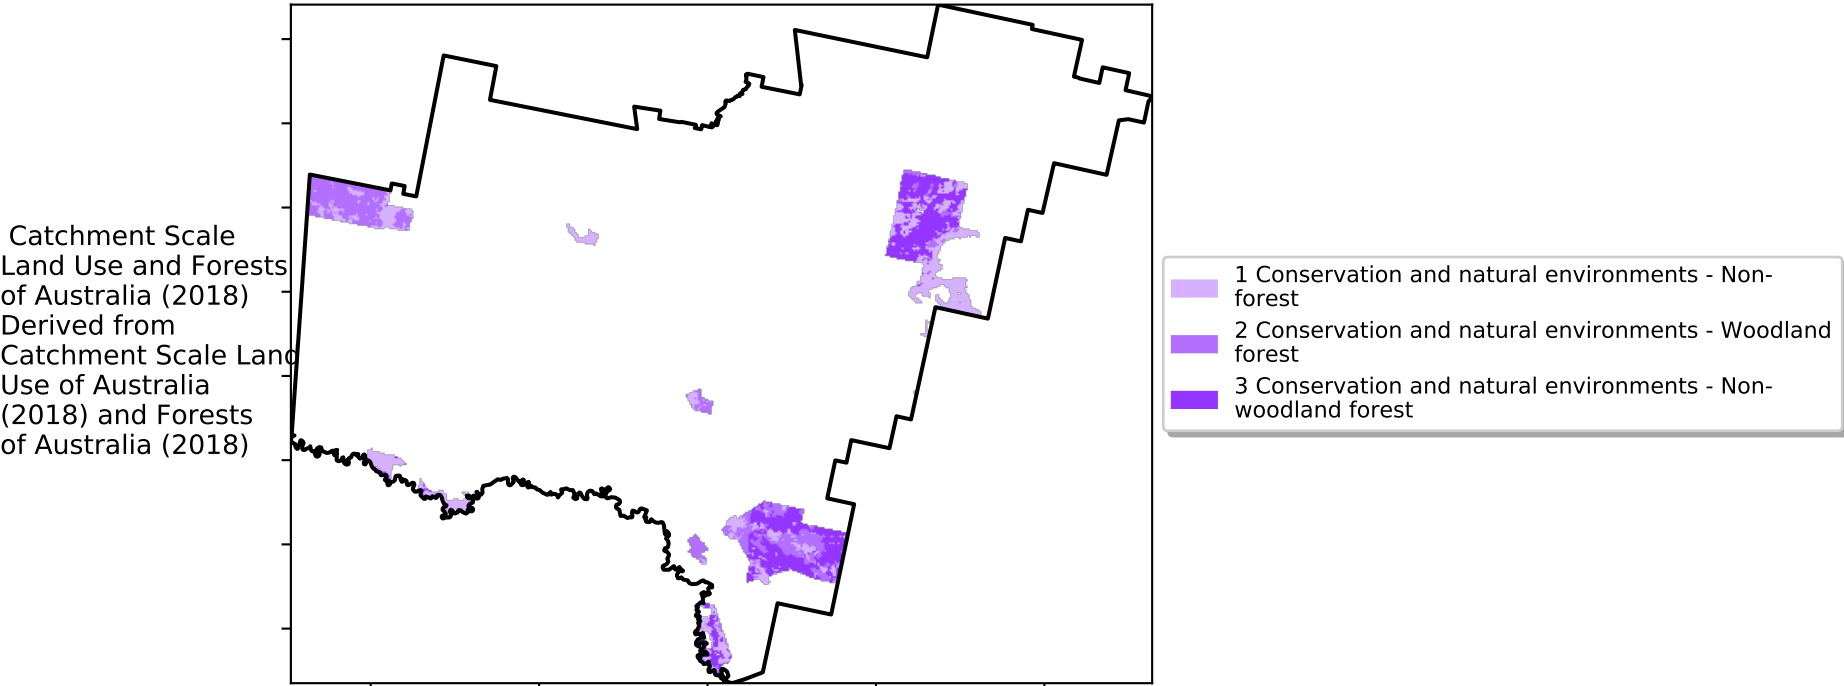 Catchment Scale
Land Use and Forests
of Australia (2018)
Derived from
Catchment Scale Land
Use of Australia
(2018) and Forests
of Australia (2018)
1 Conservation and natural environments - Non-
forest
2 Conservation and natural environments - Woodland
forest
3 Conservation and natural environments - Non-
woodland forest